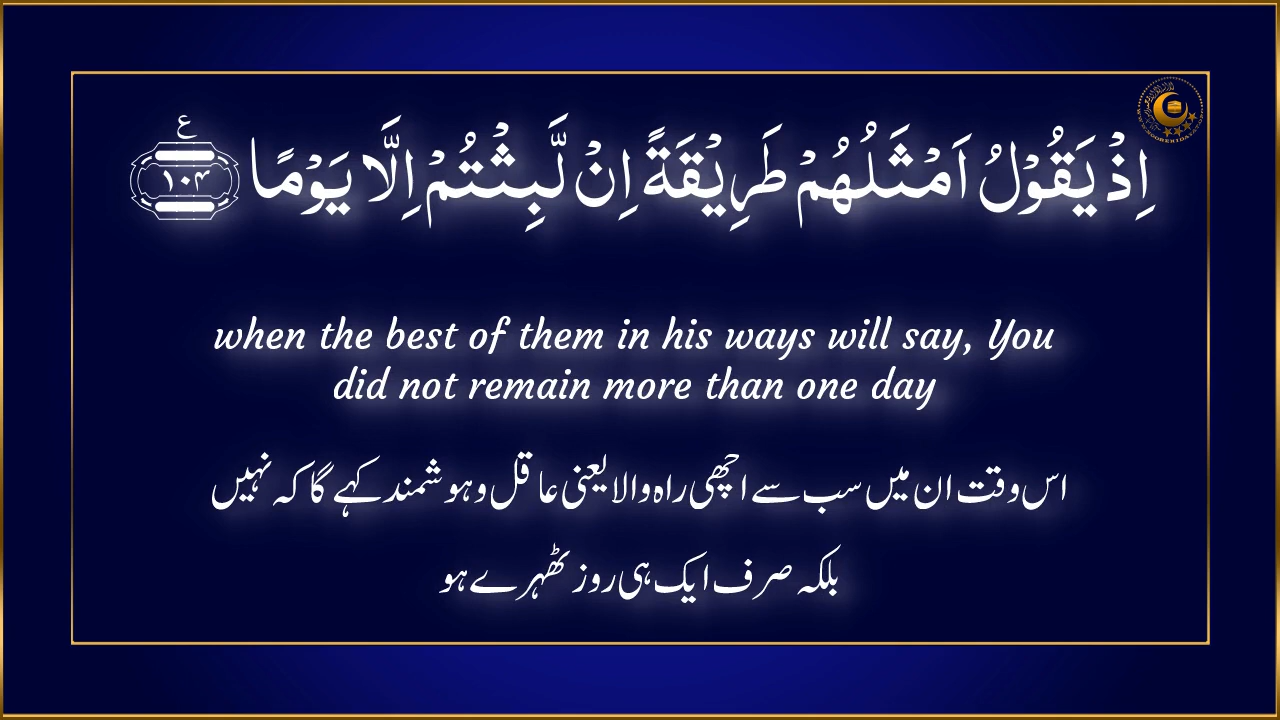 اِذْ یَقُوْلُ اَمْثَلُهُمْ طَرِیْقَةً اِنْ لَّبِثْتُمْ اِلَّا یَوْمًا ۝۱۰۴ ع
when the best of them in his ways will say, You
did not remain more than one day
اس وقت ان میں سب سے اچھی راہ والا یعنی عاقل وہوشمند کہے گا کہ نہیں
بلکہ صرف ایک ہی روز ٹھہرے ہو